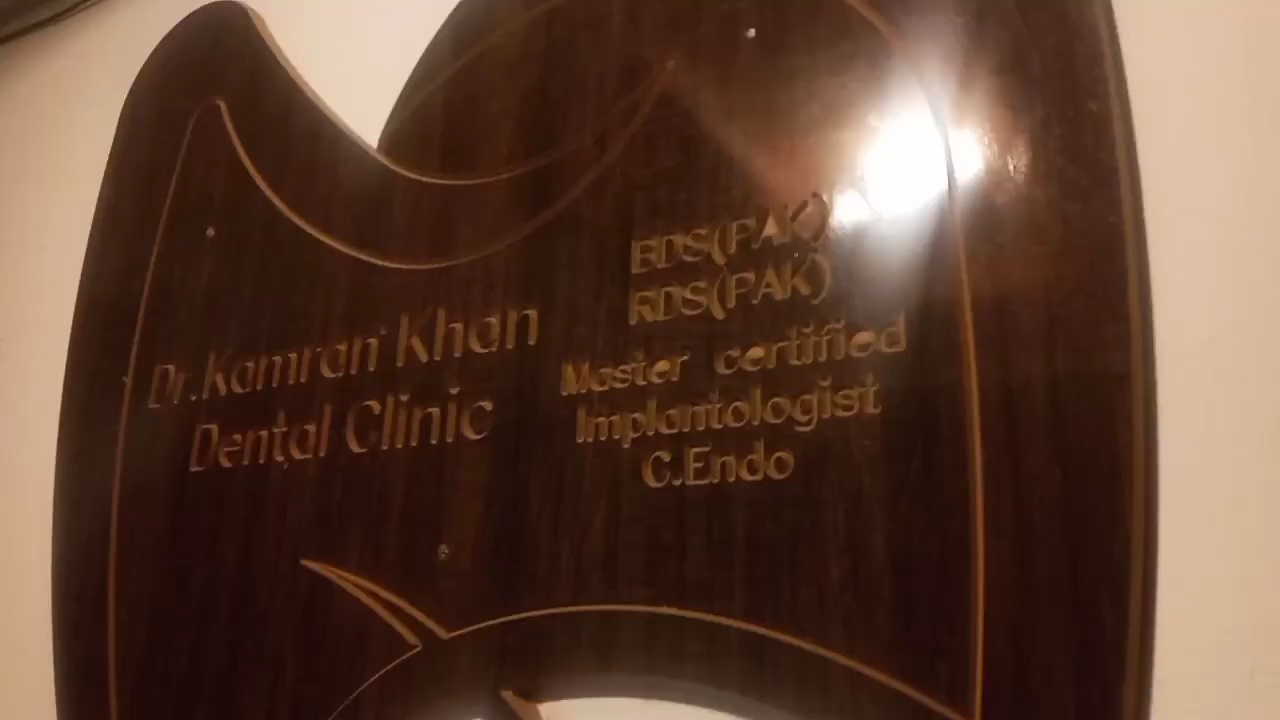 Dr.Kamran Khan
Dental Clinic
BDS(PAK)
RDS(PAK)
Master certified
Implantologist
C.Endo